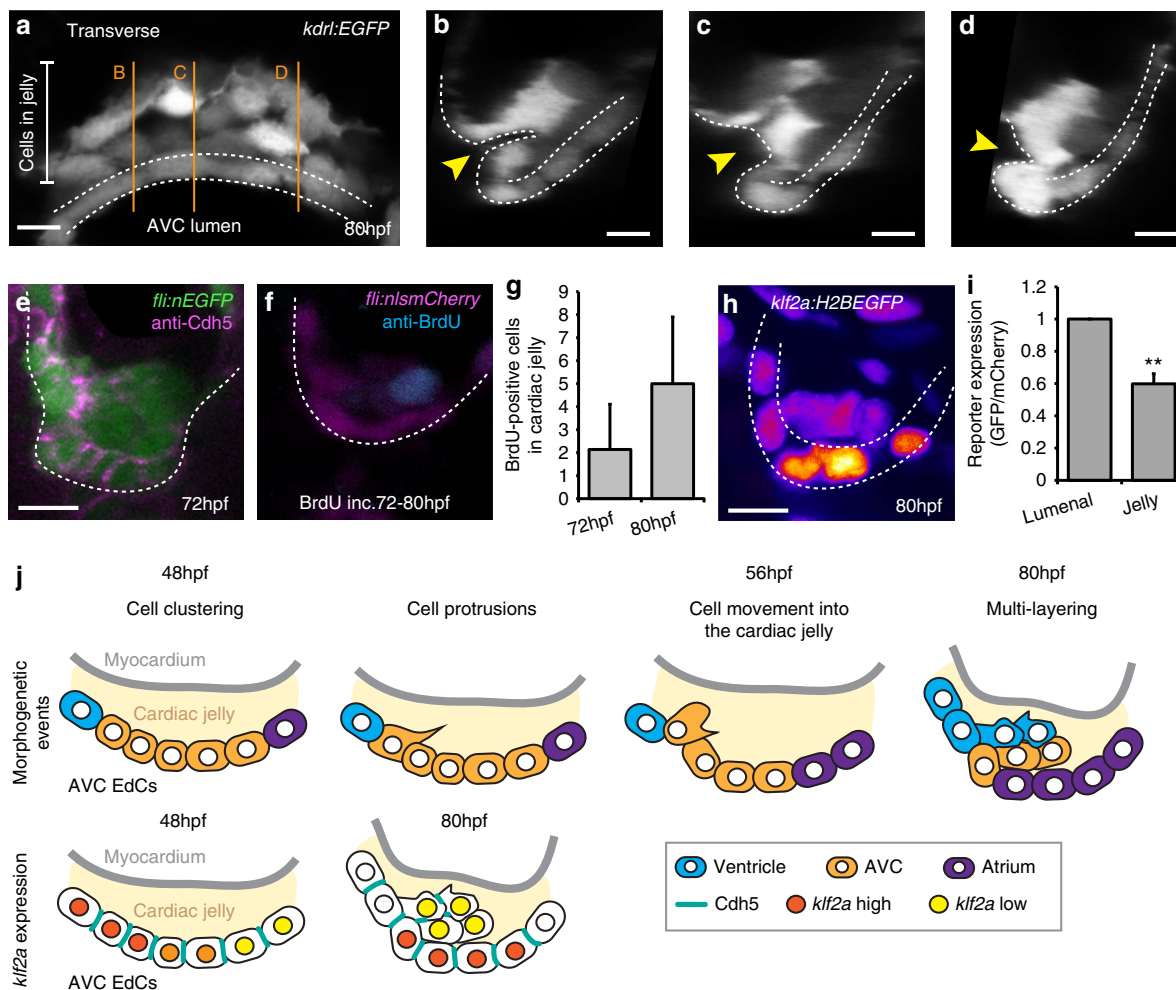 a
Transverse
kdrl:EGFP
B
C
D
Cells in jelly
AVC lumen
80hpf
b
c
d
e
fli:nEGFP
anti-Cdh5
72hpf
f
fli:nlsmCherry
anti-BrdU
BrdU inc.72-80hpf
g
BrdU-positive cells
in cardiac jelly
9
8
7
6
5
4
3
2
1
0
72hpf
80hpf
h
klf2a:H2BEGFP
80hpf
i
Reporter expression
(GFP/mCherry)
1.2
1
0.8
0.6
0.4
0.2
0
**
Lumenal
Jelly
j
48hpf
56hpf
80hpf
Cell clustering
Cell protrusions
Cell movement into
the cardiac jelly
Multi-layering
Morphogenetic
events
Myocardium
Cardiac jelly
AVC EdCs
48hpf
80hpf
klf2a expression
Myocardium
Cardiac jelly
AVC EdCs
Ventricle
AVC
Atrium
Cdh5
klf2a high
klf2a low